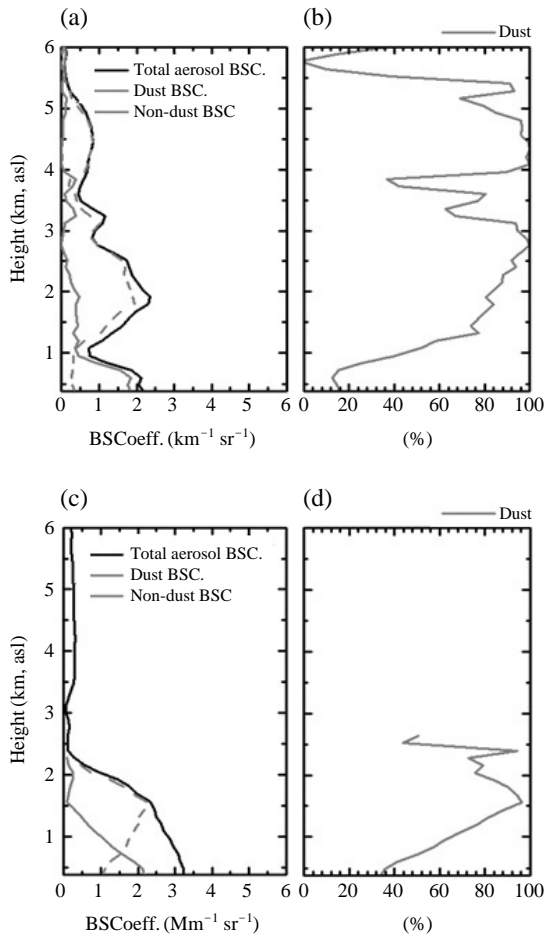 (a)
(b)
Dust
Total aerosol BSC.
Dust BSC.
Non-dust BSC
Height (km, asl)
6
5
4
3
2
1
0 1 2 3 4 5 6
0 20 40 60 80 100
BSCoeff. (km⁻¹ sr⁻¹)
(%)
(c)
(d)
Dust
Total aerosol BSC.
Dust BSC.
Non-dust BSC
Height (km, asl)
6
5
4
3
2
1
0 1 2 3 4 5 6
0 20 40 60 80 100
BSCoeff. (Mm⁻¹ sr⁻¹)
(%)